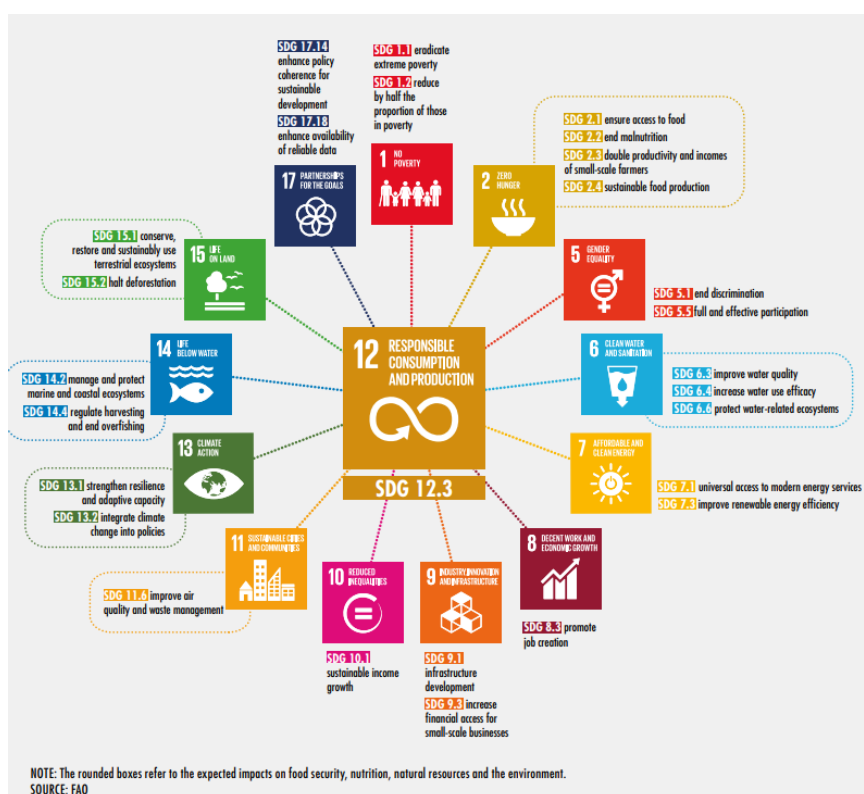 SDG 17.14
enhance policy
coherence for
sustainable
development
SDG 17.18
enhance availability
of reliable data
SDG 1.1 eradicate
extreme poverty
SDG 1.2 reduce
by half the
proportion of those
in poverty
SDG 2.1 ensure access to food
SDG 2.2 end malnutrition
SDG 2.3 double productivity and incomes
of small-scale farmers
SDG 2.4 sustainable food production
1 NO
POVERTY
17 PARTNERSHIPS
FOR THE GOALS
2 ZERO
HUNGER
SDG 15.1 conserve,
restore and sustainably use
terrestrial ecosystems
SDG 15.2 halt deforestation
15 LIFE
ON LAND
5 GENDER
EQUALITY
SDG 5.1 end discrimination
SDG 5.5 full and effective participation
14 LIFE
BELOW WATER
12 RESPONSIBLE
CONSUMPTION
AND PRODUCTION
6 CLEAN WATER
AND SANITATION
SDG 14.2 manage and protect
marine and coastal ecosystems
SDG 14.4 regulate harvesting
and end overfishing
SDG 6.3 improve water quality
SDG 6.4 increase water use efficacy
SDG 6.6 protect water-related ecosystems
13 CLIMATE
ACTION
7 AFFORDABLE AND
CLEAN ENERGY
SDG 12.3
SDG 13.1 strengthen resilience
and adaptive capacity
SDG 13.2 integrate climate
change into policies
SDG 7.1 universal access to modern energy services
SDG 7.3 improve renewable energy efficiency
11 SUSTAINABLE CITIES
AND COMMUNITIES
8 DECENT WORK AND
ECONOMIC GROWTH
10 REDUCED
INEQUALITIES
9 INDUSTRY, INNOVATION
AND INFRASTRUCTURE
SDG 11.6 improve air
quality and waste management
SDG 8.3 promote
job creation
SDG 10.1
sustainable income
growth
SDG 9.1
infrastructure
development
SDG 9.3 increase
financial access for
small-scale businesses
NOTE: The rounded boxes refer to the expected impacts on food security, nutrition, natural resources and the environment.
SOURCE: FAO